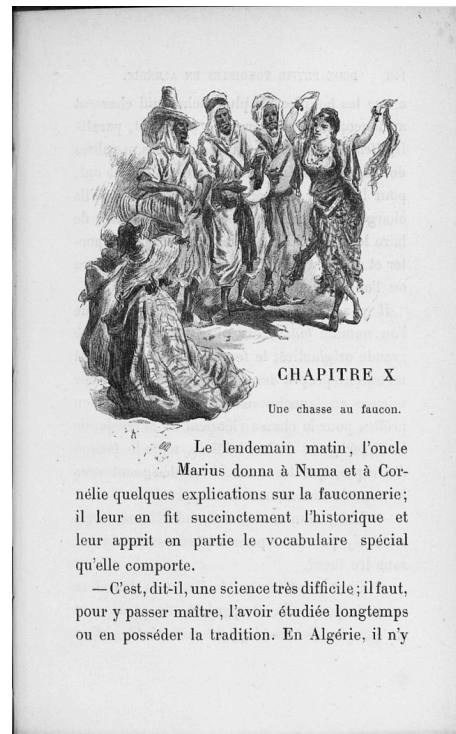 CHAPITRE X
Une chasse au faucon.
Le lendemain matin, l'oncle
Marius donna à Numa et à Cor-
nélie quelques explications sur la fauconnerie;
il leur en fit succinctement l'historique et
leur apprit en partie le vocabulaire spécial
qu'elle comporte.
— C'est, dit-il, une science très difficile; il faut,
pour y passer maître, l'avoir étudiée longtemps
ou en posséder la tradition. En Algérie, il n'y